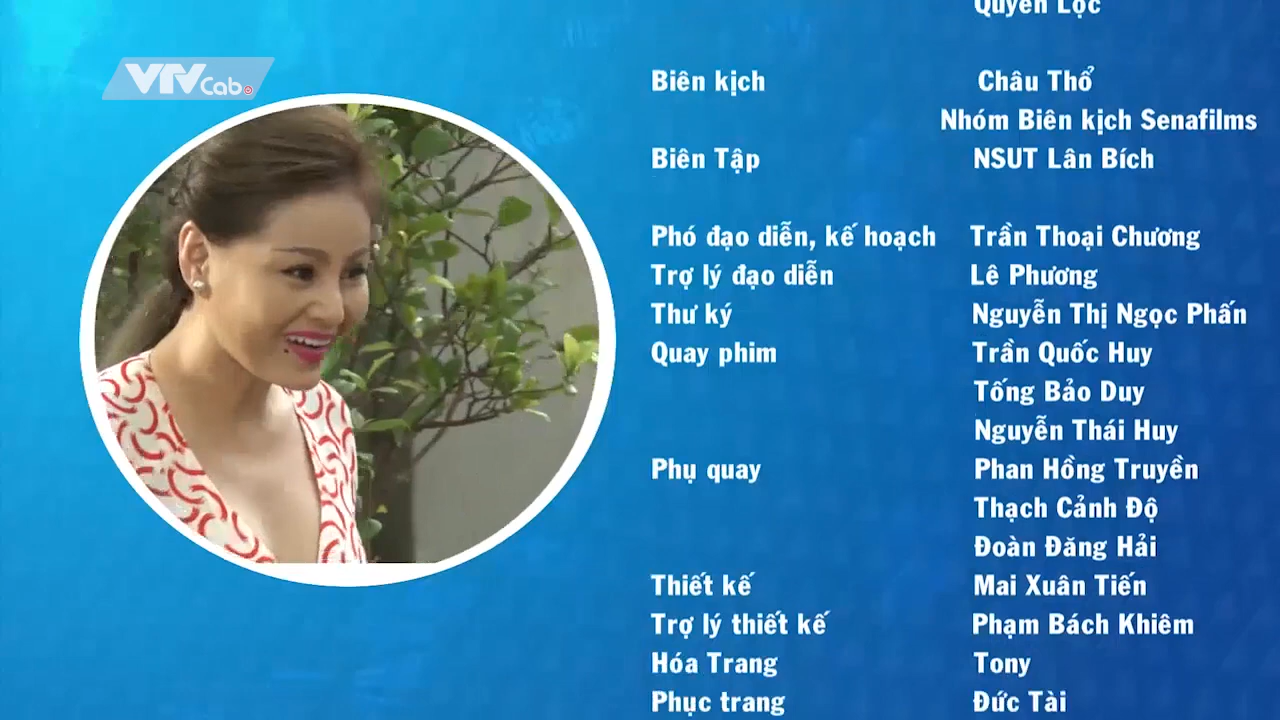 Quyền Lộc
VTVCab
Biên kịch Châu Thổ
Nhóm Biên kịch Senafilms
Biên Tập NSUT Lân Bích
Phó đạo diễn, kế hoạch Trần Thoại Chương
Trợ lý đạo diễn Lê Phương
Thư ký Nguyễn Thị Ngọc Phấn
Quay phim Trần Quốc Huy
Tống Bảo Duy
Nguyễn Thái Huy
Phụ quay Phan Hồng Truyền
Thạch Cảnh Độ
Đoàn Đăng Hải
Thiết kế Mai Xuân Tiến
Trợ lý thiết kế Phạm Bách Khiêm
Hóa Trang Tony
Phục trang Đức Tài